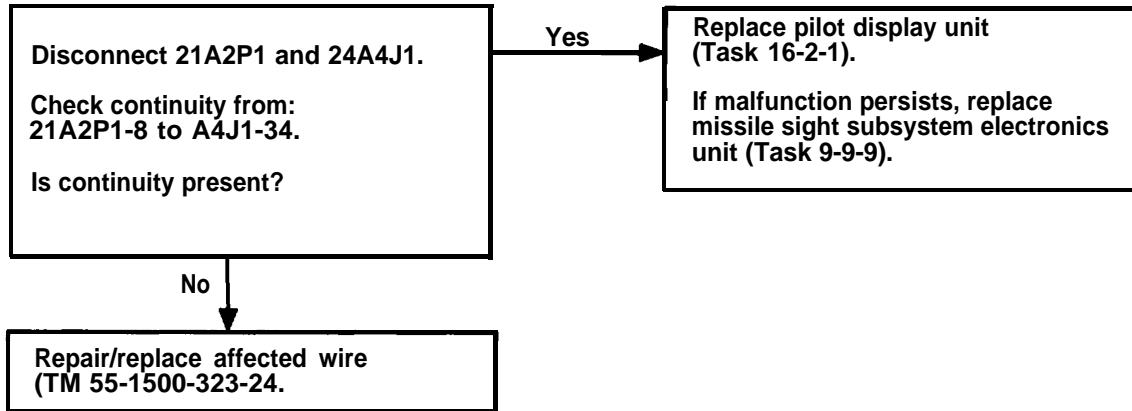 Disconnect 21A2P1 and 24A4J1.
Check continuity from:
21A2P1-8 to A4J1-34.
Is continuity present?
Yes
Replace pilot display unit
(Task 16-2-1).
If malfunction persists, replace
missile sight subsystem electronics
unit (Task 9-9-9).
No
Repair/replace affected wire
(TM 55-1500-323-24.